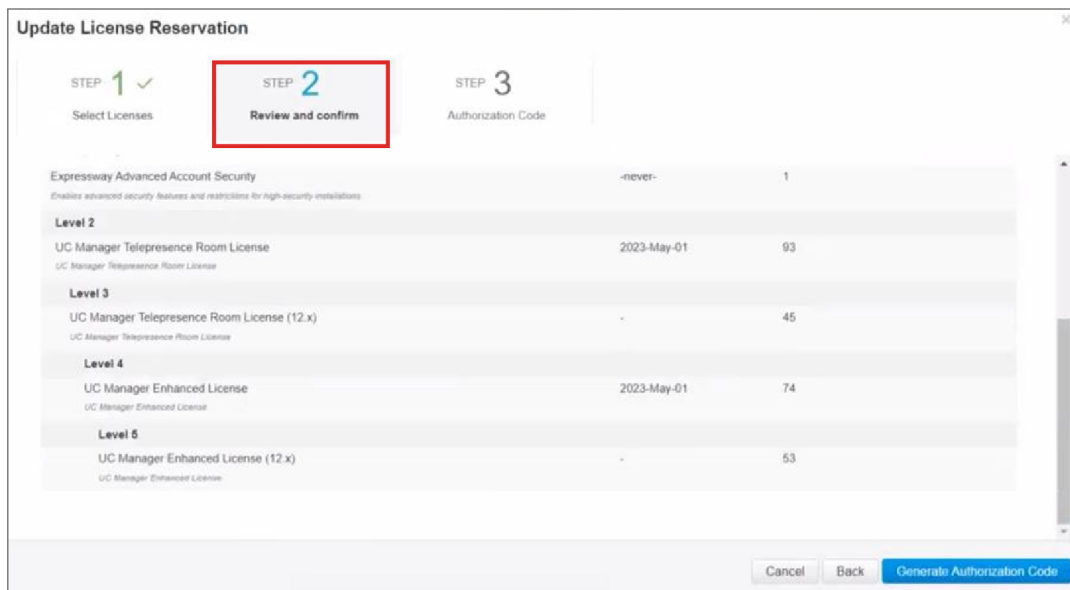 Update License Reservation
STEP 1 ✓
Select Licenses
STEP 2
Review and confirm
STEP 3
Authorization Code
Expressway Advanced Account Security -never- 1
Enables advanced security features and restrictions for high-security installations
Level 2
UC Manager Telepresence Room License 2023-May-01 93
UC Manager Telepresence Room License
Level 3
UC Manager Telepresence Room License (12.x) - 45
UC Manager Telepresence Room License
Level 4
UC Manager Enhanced License 2023-May-01 74
UC Manager Enhanced License
Level 5
UC Manager Enhanced License (12.x) - 53
UC Manager Enhanced License
Cancel Back Generate Authorization Code